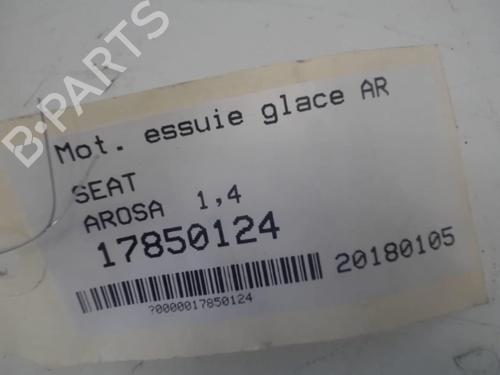 B-PARTS
Mot. essuie glace AR
SEAT
AROSA 1,4
17850124
20180105
?0000017850124